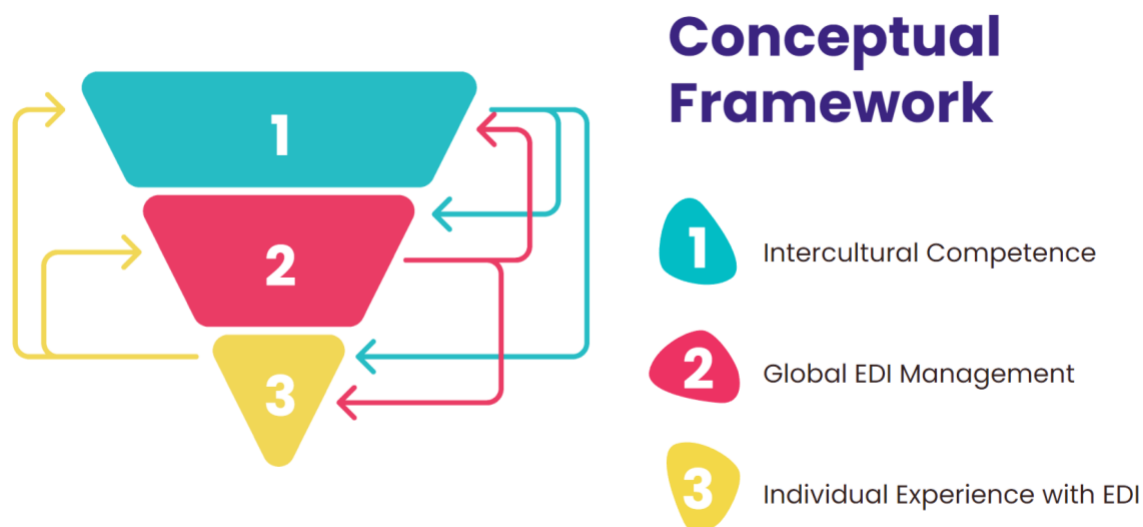 Conceptual
Framework
1
2
3
1 Intercultural Competence
2 Global EDI Management
3 Individual Experience with EDI